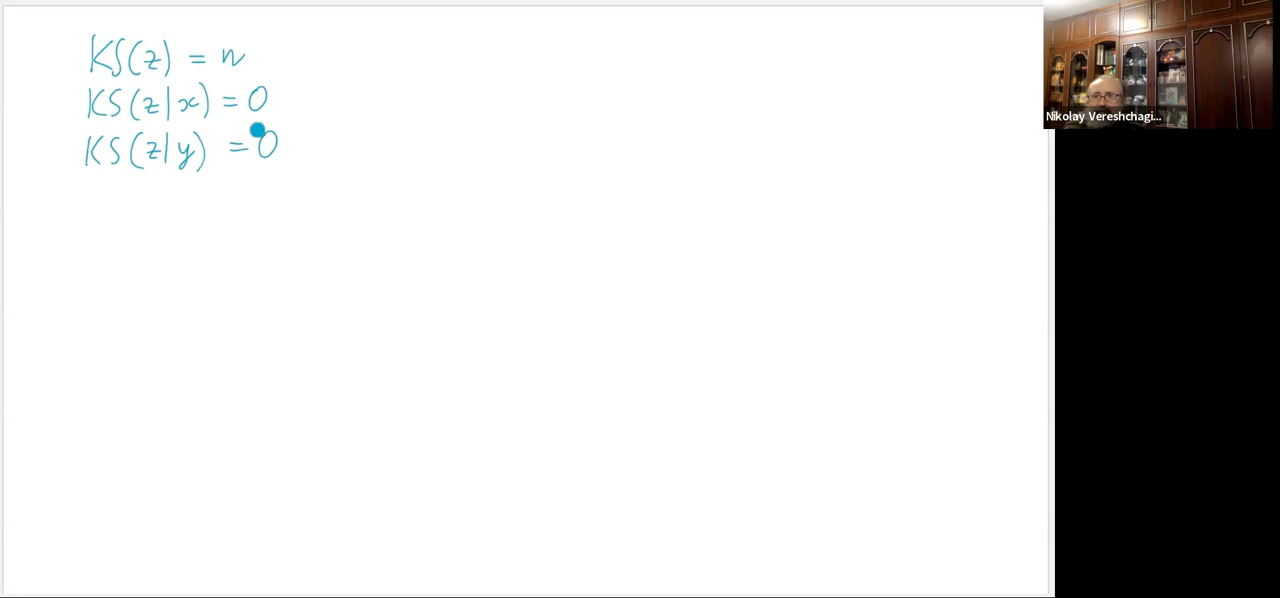 KS(z) = n
KS(z|x) = 0
KS(z|y) = 0
Nikolay Vereshchagi...